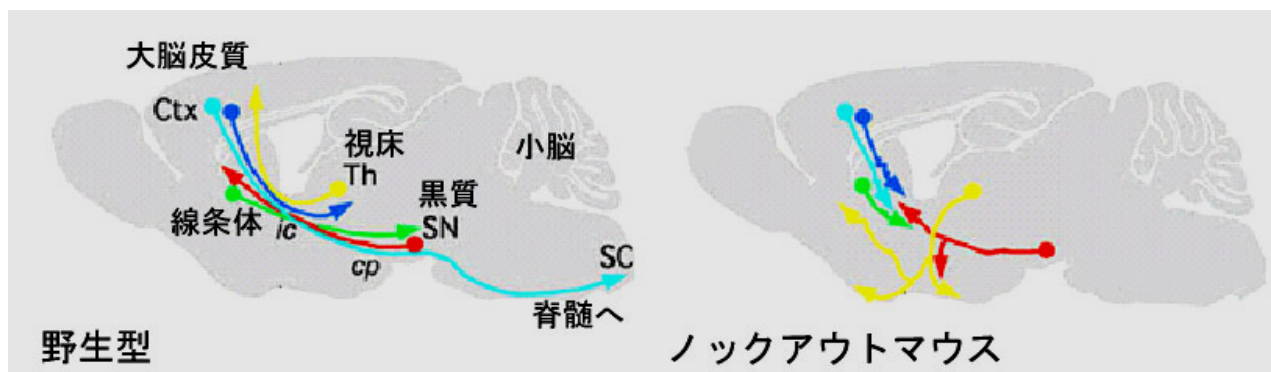 大脳皮質
Ctx
視床
Th
小脳
黒質
SN
線条体
ic
cp
SC
脊髄へ
野生型
ノックアウトマウス